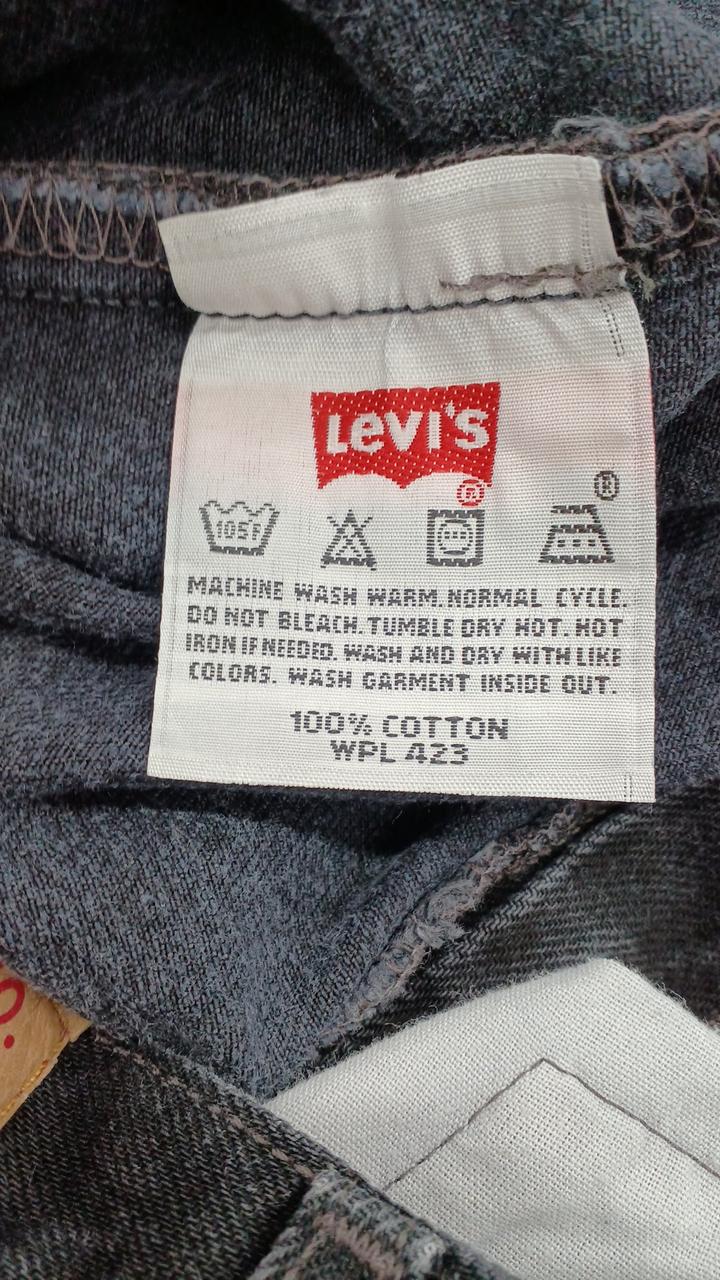 Levi's
®
®
105°F
MACHINE WASH WARM. NORMAL CYCLE.
DO NOT BLEACH. TUMBLE DRY HOT. HOT
IRON IF NEEDED. WASH AND DRY WITH LIKE
COLORS. WASH GARMENT INSIDE OUT.
100% COTTON
WPL 423